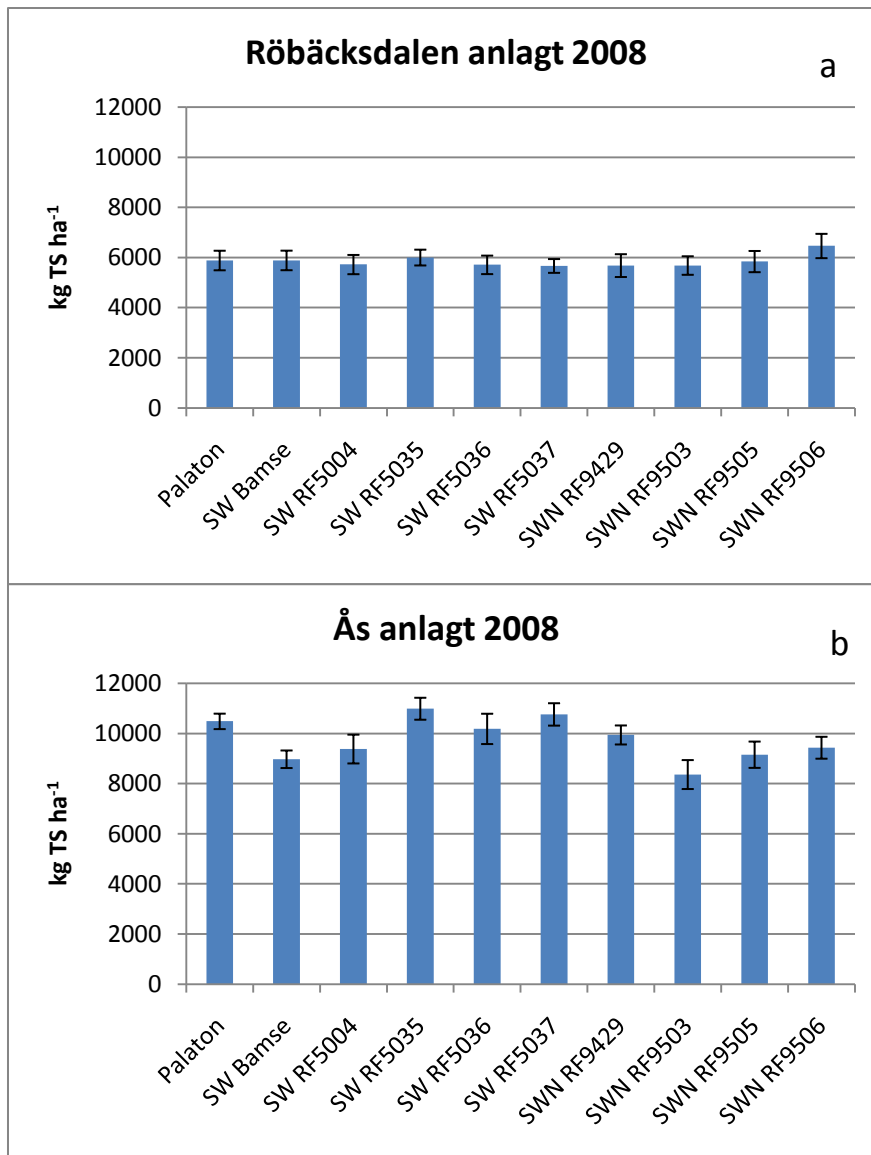 Röbäcksdalen anlagt 2008
a
kg TS ha-1
12000
10000
8000
6000
4000
2000
0
Palaton
SW Bamse
SW RF5004
SW RF5035
SW RF5036
SW RF5037
SWN RF9429
SWN RF9503
SWN RF9505
SWN RF9506
Ås anlagt 2008
b
kg TS ha-1
12000
10000
8000
6000
4000
2000
0
Palaton
SW Bamse
SW RF5004
SW RF5035
SW RF5036
SW RF5037
SWN RF9429
SWN RF9503
SWN RF9505
SWN RF9506